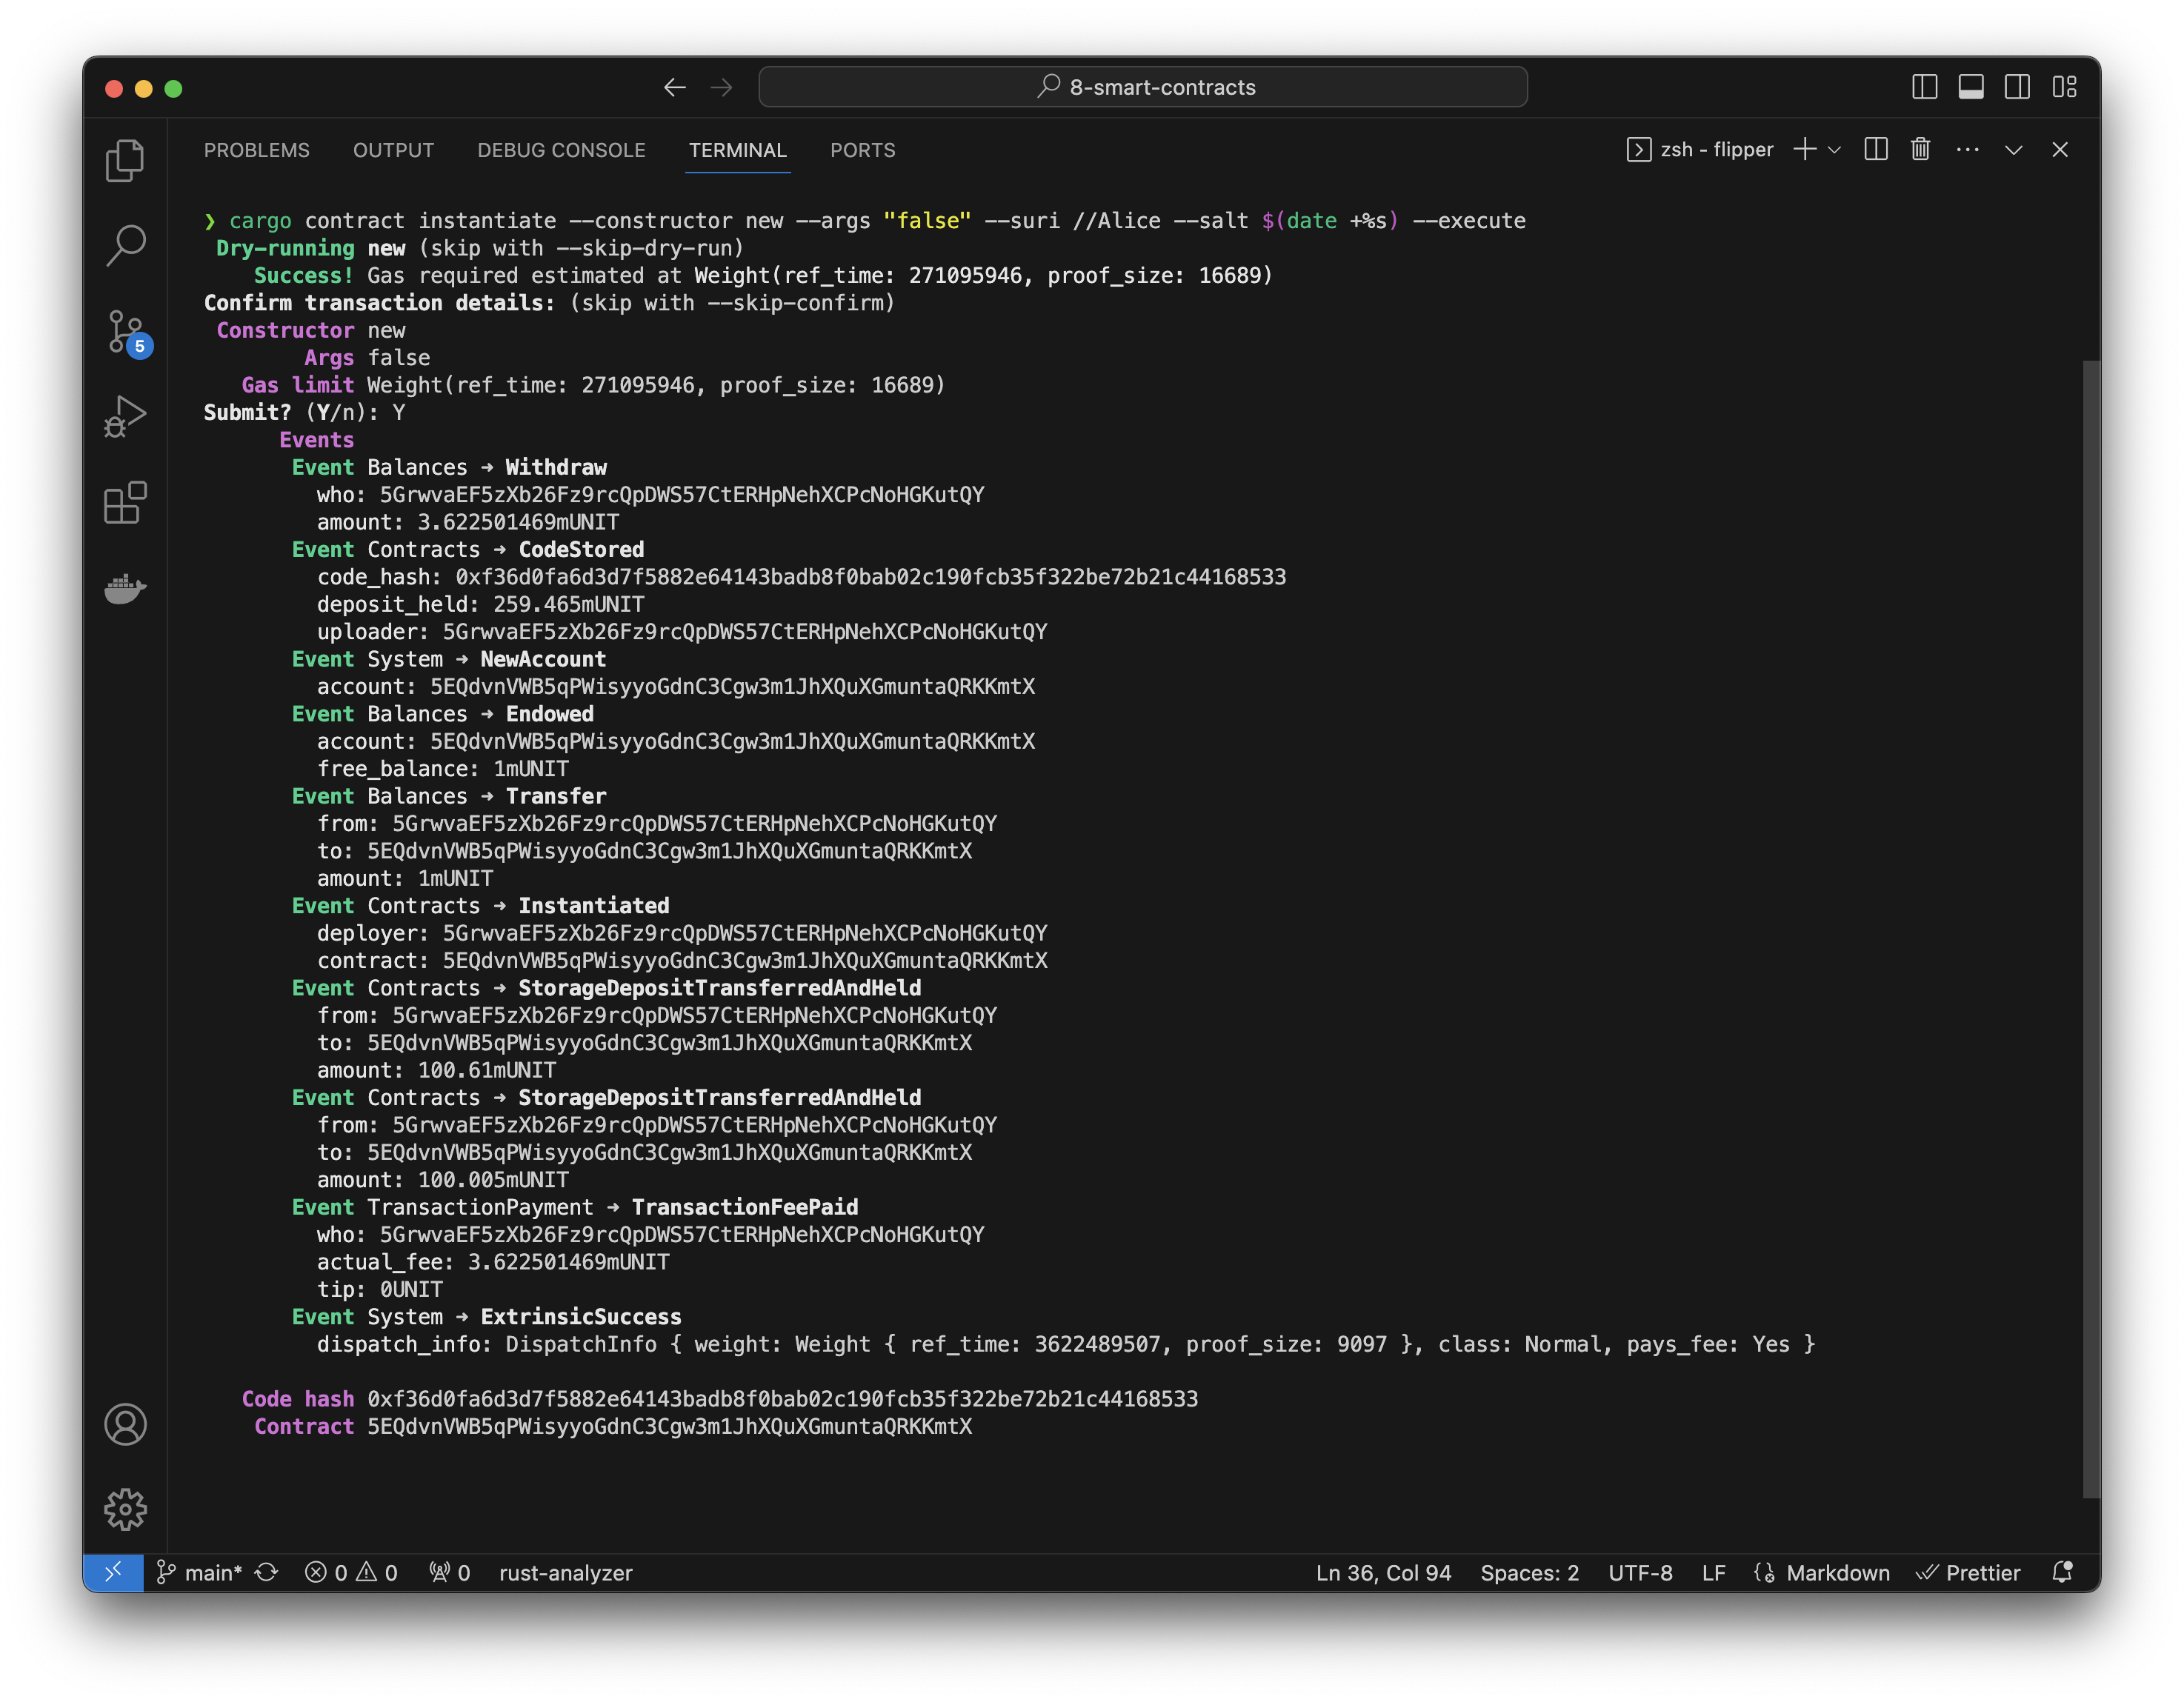 8-smart-contracts
PROBLEMS OUTPUT DEBUG CONSOLE TERMINAL PORTS zsh - flipper
❯ cargo contract instantiate --constructor new --args "false" --suri //Alice --salt $(date +%s) --execute
Dry-running new (skip with --skip-dry-run)
Success! Gas required estimated at Weight(ref_time: 271095946, proof_size: 16689)
Confirm transaction details: (skip with --skip-confirm)
Constructor new
Args false
Gas limit Weight(ref_time: 271095946, proof_size: 16689)
Submit? (Y/n): Y
Events
Event Balances ➜ Withdraw
who: 5GrwvaEF5zXb26Fz9rcQpDWS57CtERHpNehXCPcNoHGKutQY
amount: 3.622501469mUNIT
Event Contracts ➜ CodeStored
code_hash: 0xf36d0fa6d3d7f5882e64143badb8f0bab02c190fcb35f322be72b21c44168533
deposit_held: 259.465mUNIT
uploader: 5GrwvaEF5zXb26Fz9rcQpDWS57CtERHpNehXCPcNoHGKutQY
Event System ➜ NewAccount
account: 5EQdvnVWB5qPWisyyoGdnC3Cgw3m1JhXQuXGmuntaQRKKmtX
Event Balances ➜ Endowed
account: 5EQdvnVWB5qPWisyyoGdnC3Cgw3m1JhXQuXGmuntaQRKKmtX
free_balance: 1mUNIT
Event Balances ➜ Transfer
from: 5GrwvaEF5zXb26Fz9rcQpDWS57CtERHpNehXCPcNoHGKutQY
to: 5EQdvnVWB5qPWisyyoGdnC3Cgw3m1JhXQuXGmuntaQRKKmtX
amount: 1mUNIT
Event Contracts ➜ Instantiated
deployer: 5GrwvaEF5zXb26Fz9rcQpDWS57CtERHpNehXCPcNoHGKutQY
contract: 5EQdvnVWB5qPWisyyoGdnC3Cgw3m1JhXQuXGmuntaQRKKmtX
Event Contracts ➜ StorageDepositTransferredAndHeld
from: 5GrwvaEF5zXb26Fz9rcQpDWS57CtERHpNehXCPcNoHGKutQY
to: 5EQdvnVWB5qPWisyyoGdnC3Cgw3m1JhXQuXGmuntaQRKKmtX
amount: 100.61mUNIT
Event Contracts ➜ StorageDepositTransferredAndHeld
from: 5GrwvaEF5zXb26Fz9rcQpDWS57CtERHpNehXCPcNoHGKutQY
to: 5EQdvnVWB5qPWisyyoGdnC3Cgw3m1JhXQuXGmuntaQRKKmtX
amount: 100.005mUNIT
Event TransactionPayment ➜ TransactionFeePaid
who: 5GrwvaEF5zXb26Fz9rcQpDWS57CtERHpNehXCPcNoHGKutQY
actual_fee: 3.622501469mUNIT
tip: 0UNIT
Event System ➜ ExtrinsicSuccess
dispatch_info: DispatchInfo { weight: Weight { ref_time: 3622489507, proof_size: 9097 }, class: Normal, pays_fee: Yes }
Code hash 0xf36d0fa6d3d7f5882e64143badb8f0bab02c190fcb35f322be72b21c44168533
Contract 5EQdvnVWB5qPWisyyoGdnC3Cgw3m1JhXQuXGmuntaQRKKmtX
5
main* 0 0 0 rust-analyzer Ln 36, Col 94 Spaces: 2 UTF-8 LF Markdown Prettier